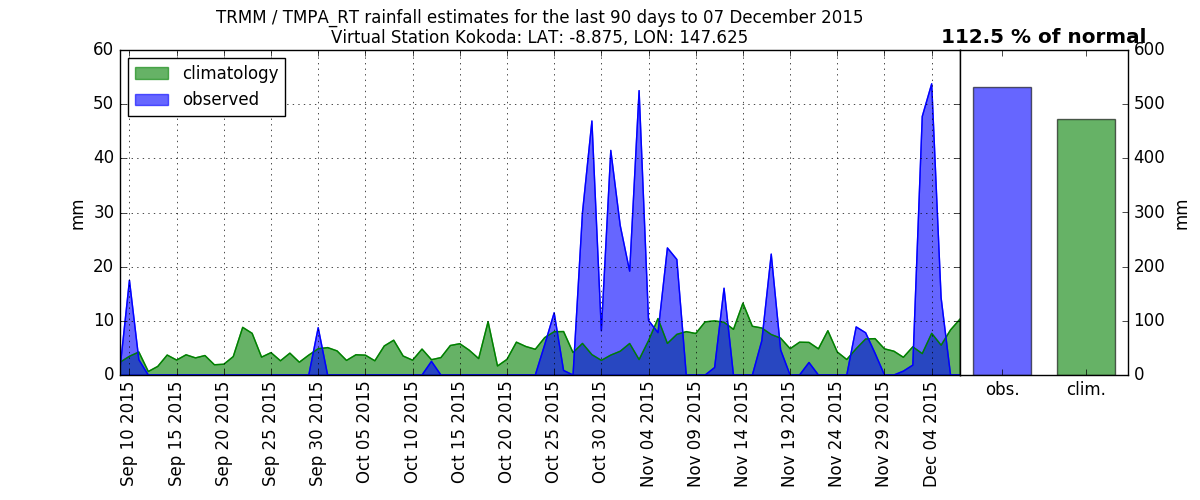 TRMM / TMPA_RT rainfall estimates for the last 90 days to 07 December 2015
Virtual Station Kokoda: LAT: -8.875, LON: 147.625
112.5 % of normal
climatology
observed
60
50
40
30
20
10
0
mm
Sep 10 2015
Sep 15 2015
Sep 20 2015
Sep 25 2015
Sep 30 2015
Oct 05 2015
Oct 10 2015
Oct 15 2015
Oct 20 2015
Oct 25 2015
Oct 30 2015
Nov 04 2015
Nov 09 2015
Nov 14 2015
Nov 19 2015
Nov 24 2015
Nov 29 2015
Dec 04 2015
obs.
clim.
600
500
400
300
200
100
0
mm